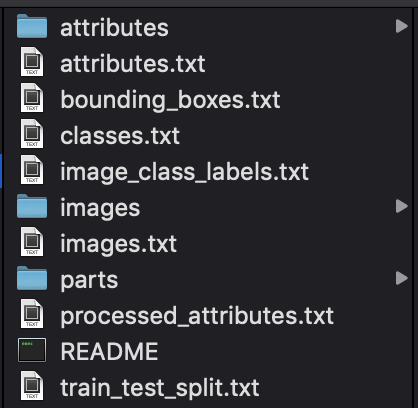 attributes
attributes.txt
bounding_boxes.txt
classes.txt
image_class_labels.txt
images
images.txt
parts
processed_attributes.txt
README
train_test_split.txt